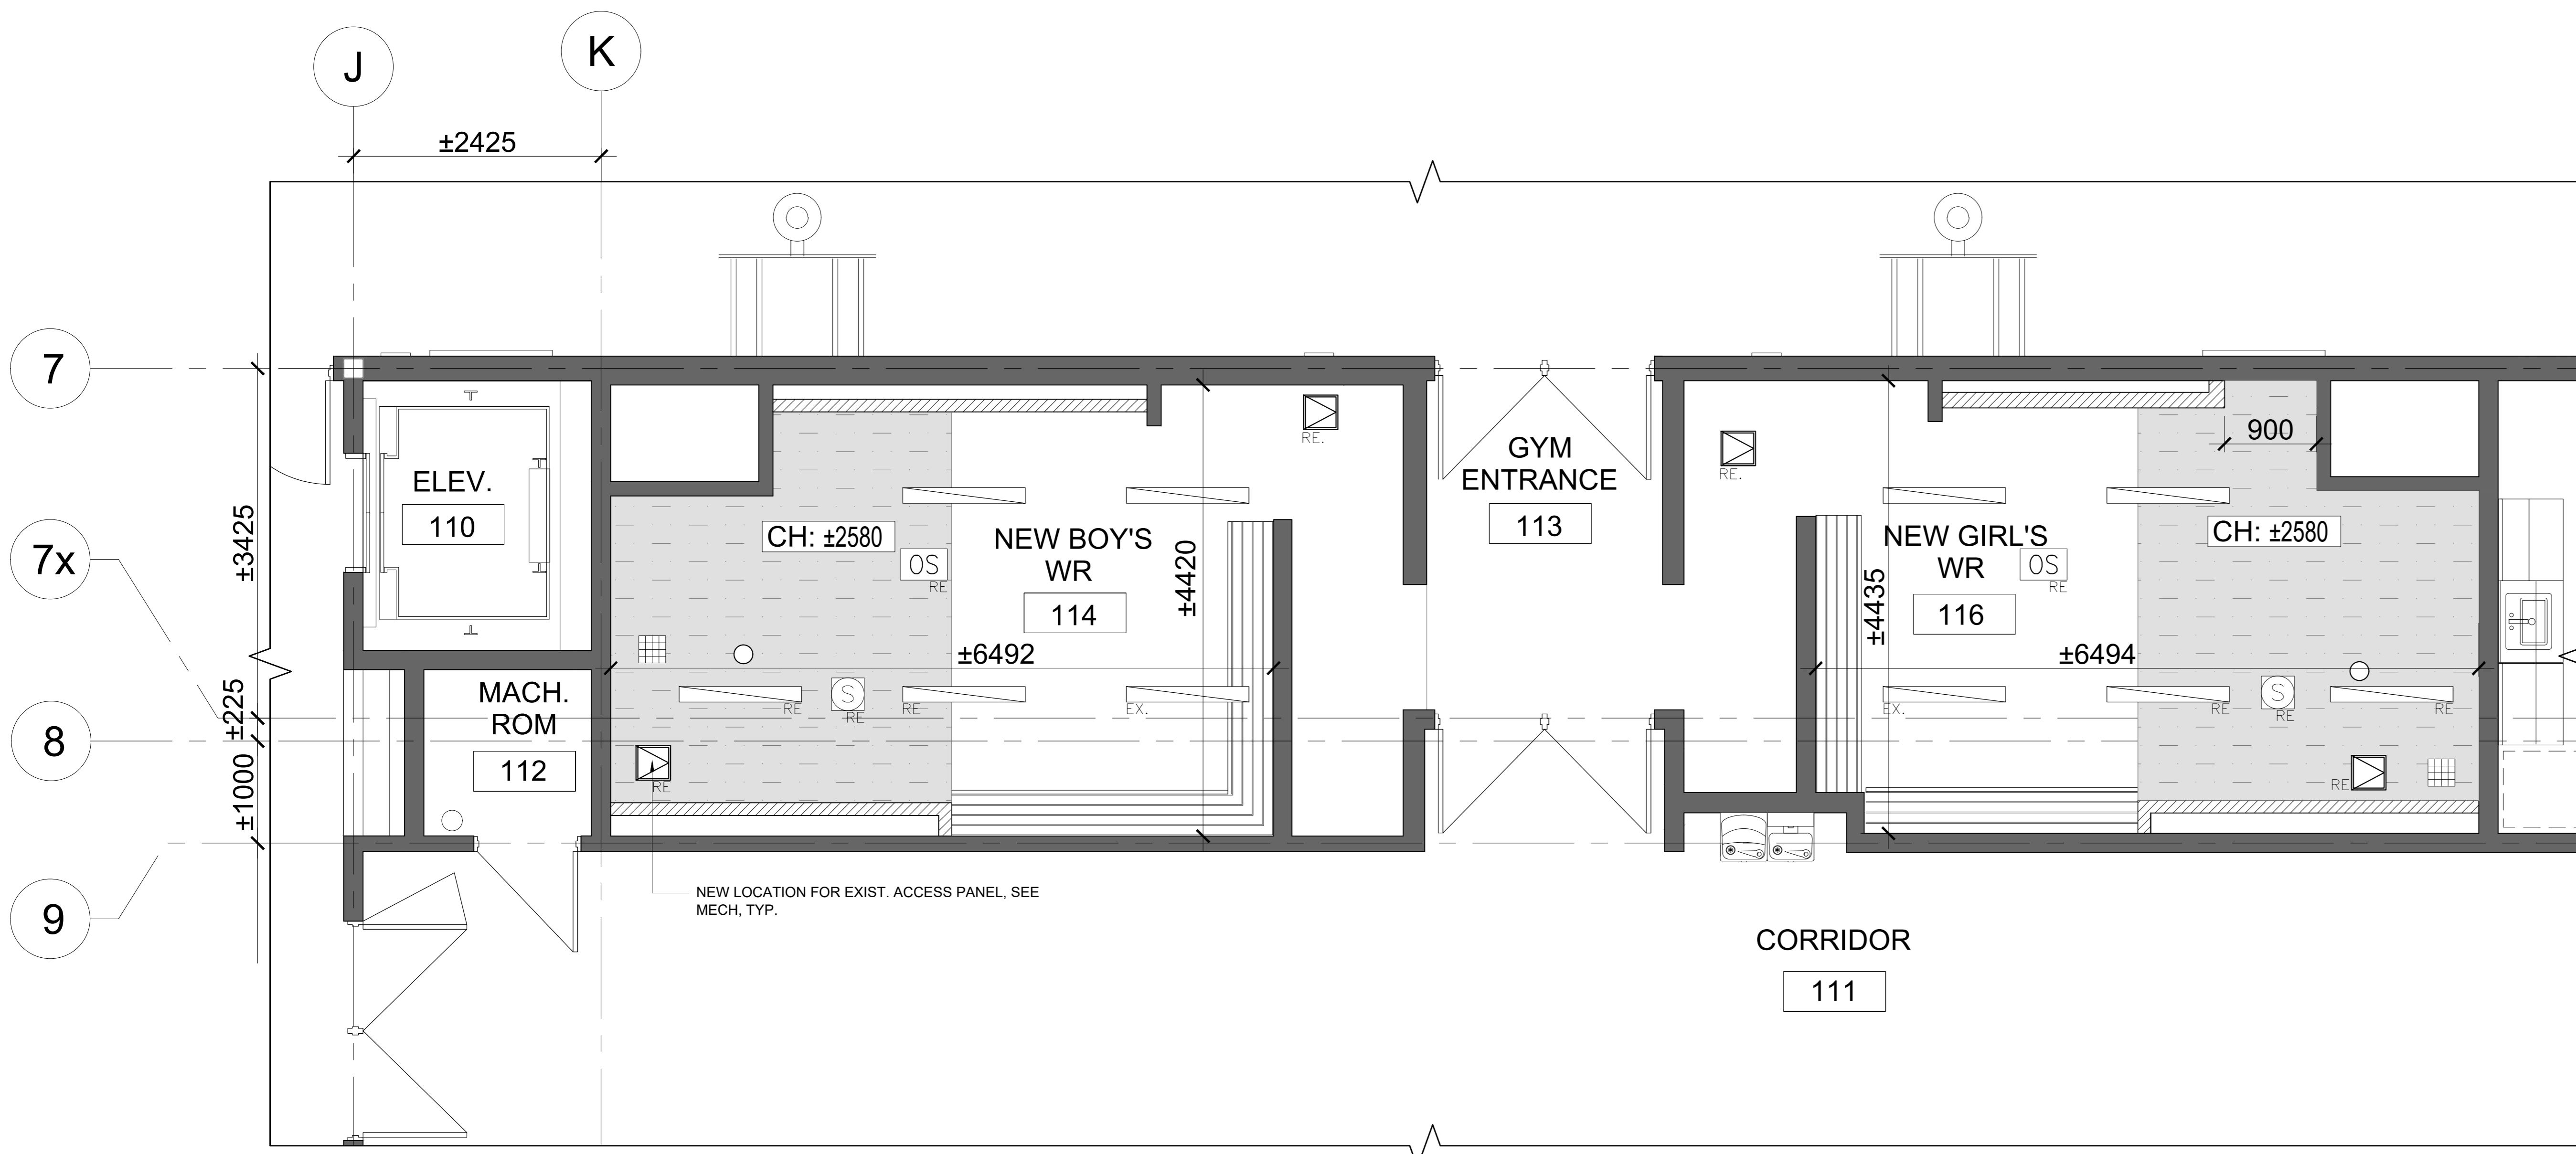 J
K
±2425
7
7x
8
9
±3425
±225
±1000
ELEV.
110
MACH.
ROM
112
CH: ±2580
OS
RE
NEW BOY'S
WR
114
±4420
±6492
RE
S
RE
RE
EX.
RE
RE.
NEW LOCATION FOR EXIST. ACCESS PANEL, SEE
MECH, TYP.
GYM
ENTRANCE
113
RE.
NEW GIRL'S
WR
116
OS
RE
±4435
±6494
900
CH: ±2580
EX.
RE
S
RE
RE
RE
CORRIDOR
111